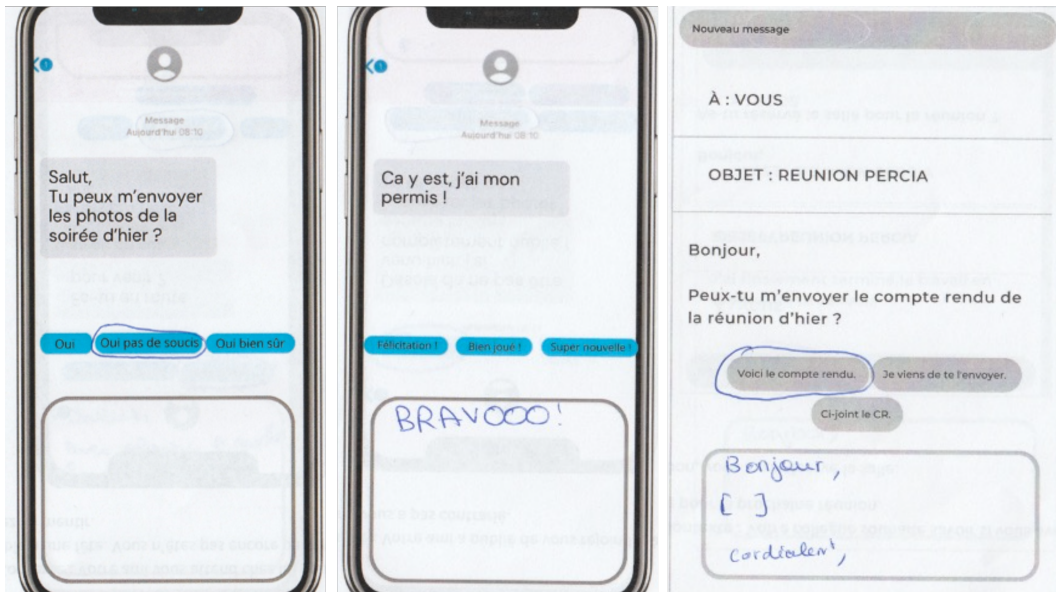 Message
Aujourd'hui 08:10
Salut,
Tu peux m'envoyer
les photos de la
soirée d'hier ?
Oui
Oui pas de soucis
Oui bien sûr
Message
Aujourd'hui 08:10
Ca y est, j'ai mon
permis !
Félicitation !
Bien joué !
Super nouvelle !
BRAVOOO!
Nouveau message
À : VOUS
OBJET : REUNION PERCIA
Bonjour,
Peux-tu m'envoyer le compte rendu de
la réunion d'hier ?
Voici le compte rendu.
Je viens de te l'envoyer.
Ci-joint le CR.
Bonjour,
[ ]